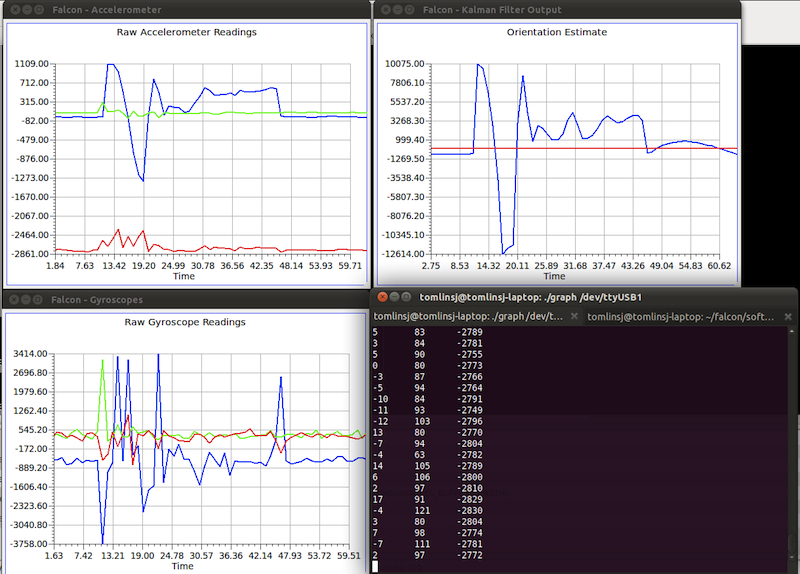 Falcon - Accelerometer
Raw Accelerometer Readings
1109.00
712.00
315.00
-82.00
-479.00
-876.00
-1273.00
-1670.00
-2067.00
-2464.00
-2861.00
1.84 7.63 13.42 19.20 24.99 30.78 36.57 42.35 48.14 53.93 59.71
Time
Falcon - Kalman Filter Output
Orientation Estimate
10075.00
7806.10
5537.20
3268.30
999.40
-1269.50
-3538.40
-5807.30
-8076.20
-10345.10
-12614.00
2.75 8.53 14.32 20.11 25.90 31.68 37.47 43.26 49.04 54.83 60.62
Time
Falcon - Gyroscopes
Raw Gyroscope Readings
3414.00
2696.80
1979.60
1262.40
545.20
-172.00
-889.20
-1606.40
-2323.60
-3040.80
-3758.00
1.63 7.42 13.21 19.00 24.78 30.57 36.36 42.14 47.93 53.72 59.51
Time
tomlinsj@tomlinsj-laptop: ./graph /dev/ttyUSB1
tomlinsj@tomlinsj-laptop: ./graph /dev/t... tomlinsj@tomlinsj-laptop: ~/falcon/soft...
5 83 -2789
3 84 -2781
5 90 -2755
0 80 -2773
-3 87 -2766
-5 94 -2764
-10 84 -2791
-11 93 -2749
-12 103 -2796
13 80 -2770
7 94 -2804
-4 63 -2782
14 105 -2789
6 106 -2800
2 97 -2810
17 91 -2829
-4 121 -2830
3 80 -2804
7 98 -2774
-7 111 -2781
2 97 -2772